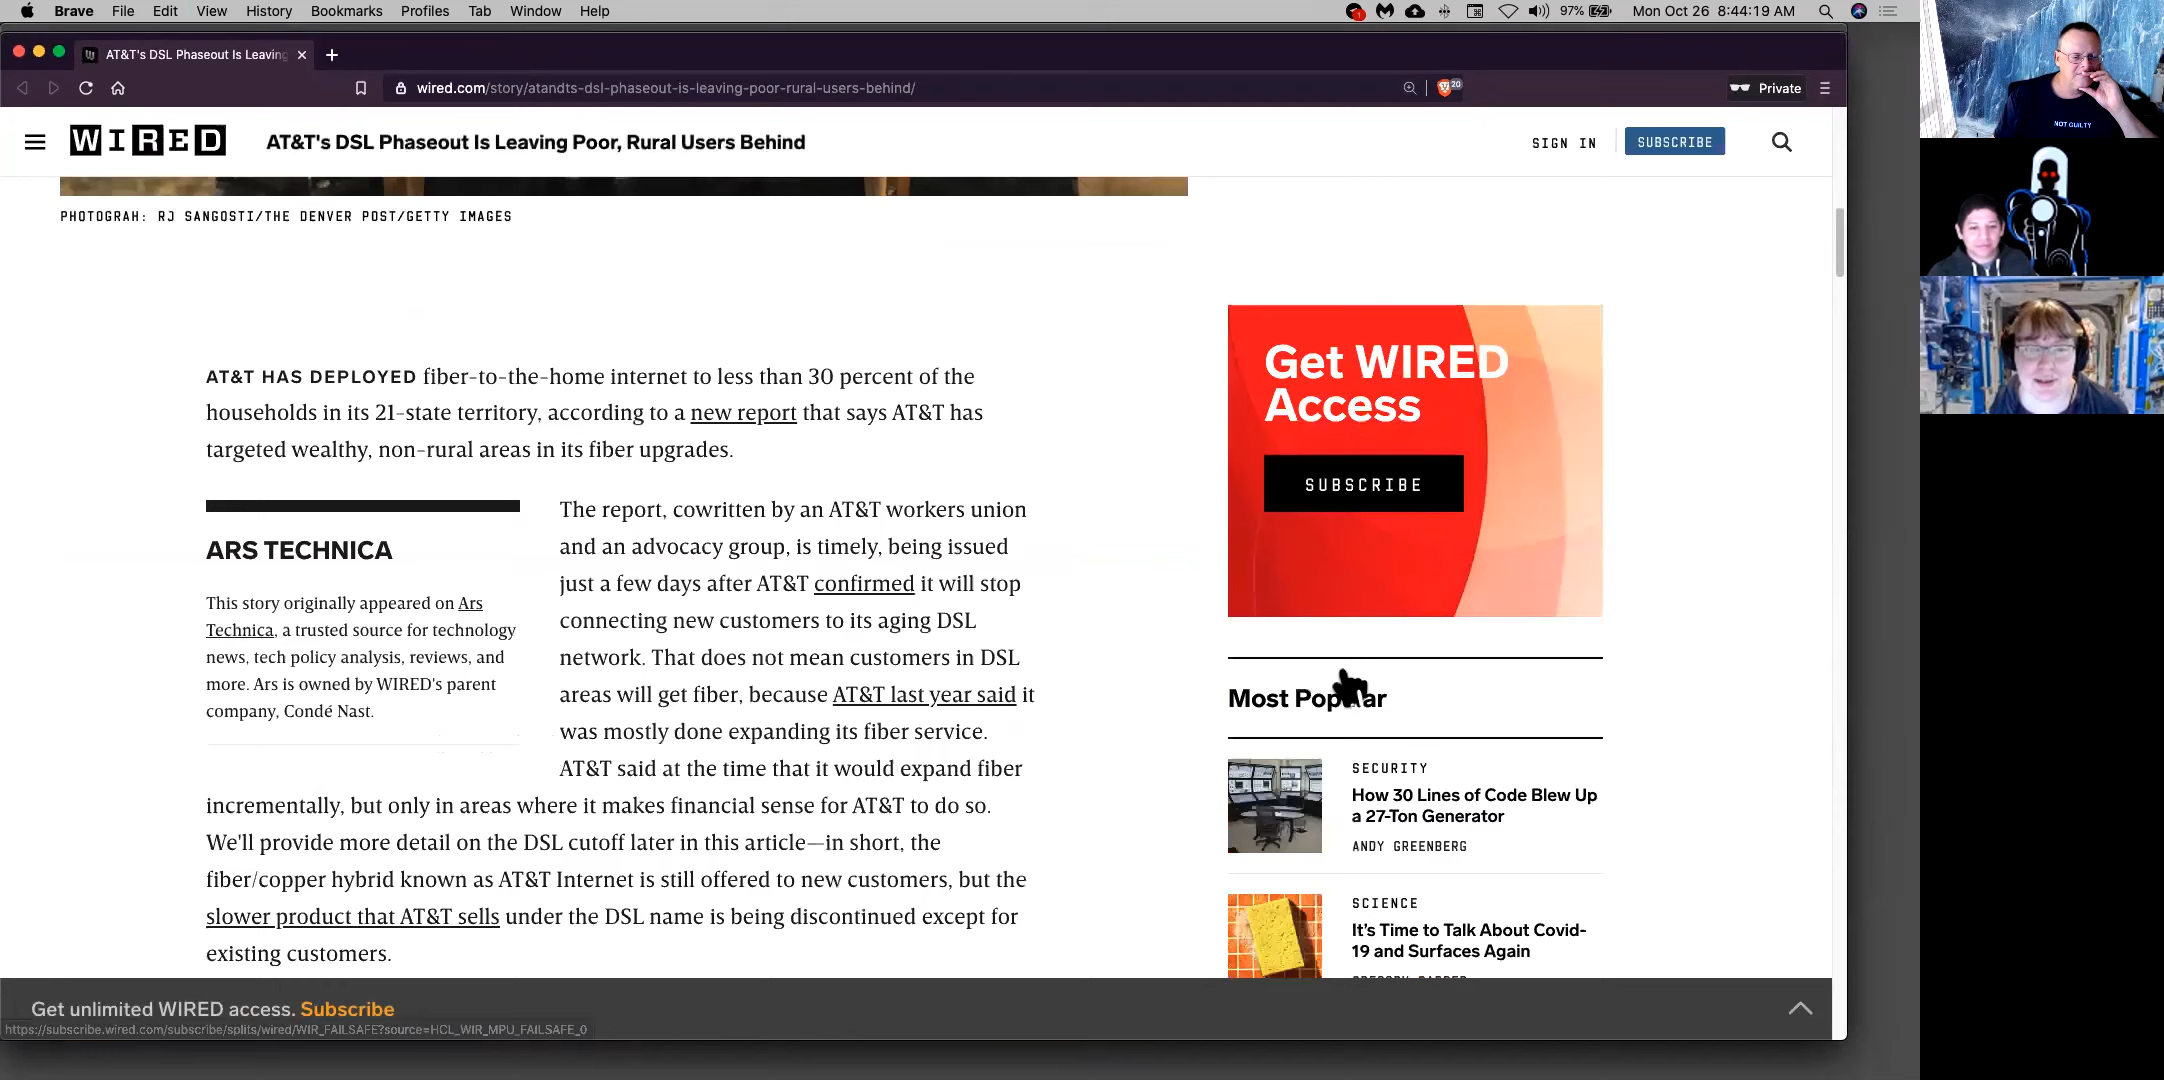 Brave File Edit View History Bookmarks Profiles Tab Window Help
97% Mon Oct 26 8:44:19 AM
AT&T's DSL Phaseout Is Leaving
wired.com/story/atandts-dsl-phaseout-is-leaving-poor-rural-users-behind/
20
Private
WIRED
AT&T's DSL Phaseout Is Leaving Poor, Rural Users Behind
SIGN IN
SUBSCRIBE
PHOTOGRAH: RJ SANGOSTI/THE DENVER POST/GETTY IMAGES
AT&T HAS DEPLOYED fiber-to-the-home internet to less than 30 percent of the
households in its 21-state territory, according to a new report that says AT&T has
targeted wealthy, non-rural areas in its fiber upgrades.
ARS TECHNICA
This story originally appeared on Ars
Technica, a trusted source for technology
news, tech policy analysis, reviews, and
more. Ars is owned by WIRED's parent
company, Condé Nast.
The report, cowritten by an AT&T workers union
and an advocacy group, is timely, being issued
just a few days after AT&T confirmed it will stop
connecting new customers to its aging DSL
network. That does not mean customers in DSL
areas will get fiber, because AT&T last year said it
was mostly done expanding its fiber service.
AT&T said at the time that it would expand fiber
incrementally, but only in areas where it makes financial sense for AT&T to do so.
We'll provide more detail on the DSL cutoff later in this article—in short, the
fiber/copper hybrid known as AT&T Internet is still offered to new customers, but the
slower product that AT&T sells under the DSL name is being discontinued except for
existing customers.
Get WIRED
Access
SUBSCRIBE
Most Popular
SECURITY
How 30 Lines of Code Blew Up
a 27-Ton Generator
ANDY GREENBERG
SCIENCE
It's Time to Talk About Covid-
19 and Surfaces Again
Get unlimited WIRED access. Subscribe
https://subscribe.wired.com/subscribe/splits/wired/WIR_FAILSAFE?source=HCL_WIR_MPU_FAILSAFE_0
NOT GUILTY